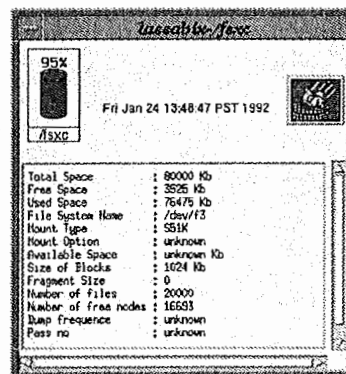 lassabix-/fsxc
95%
Fri Jan 24 13:48:47 PST 1992
/fsxc
Total Space : 80000 Kb
Free Space : 3525 Kb
Used Space : 76475 Kb
File System Name : /dev/f3
Mount Type : S51K
Mount Option : unknown
Available Space : unknown Kb
Size of Blocks : 1024 Kb
Fragment Size : 0
Number of files : 20000
Number of free nodes : 16693
Dump frequence : unknown
Pass no : unknown